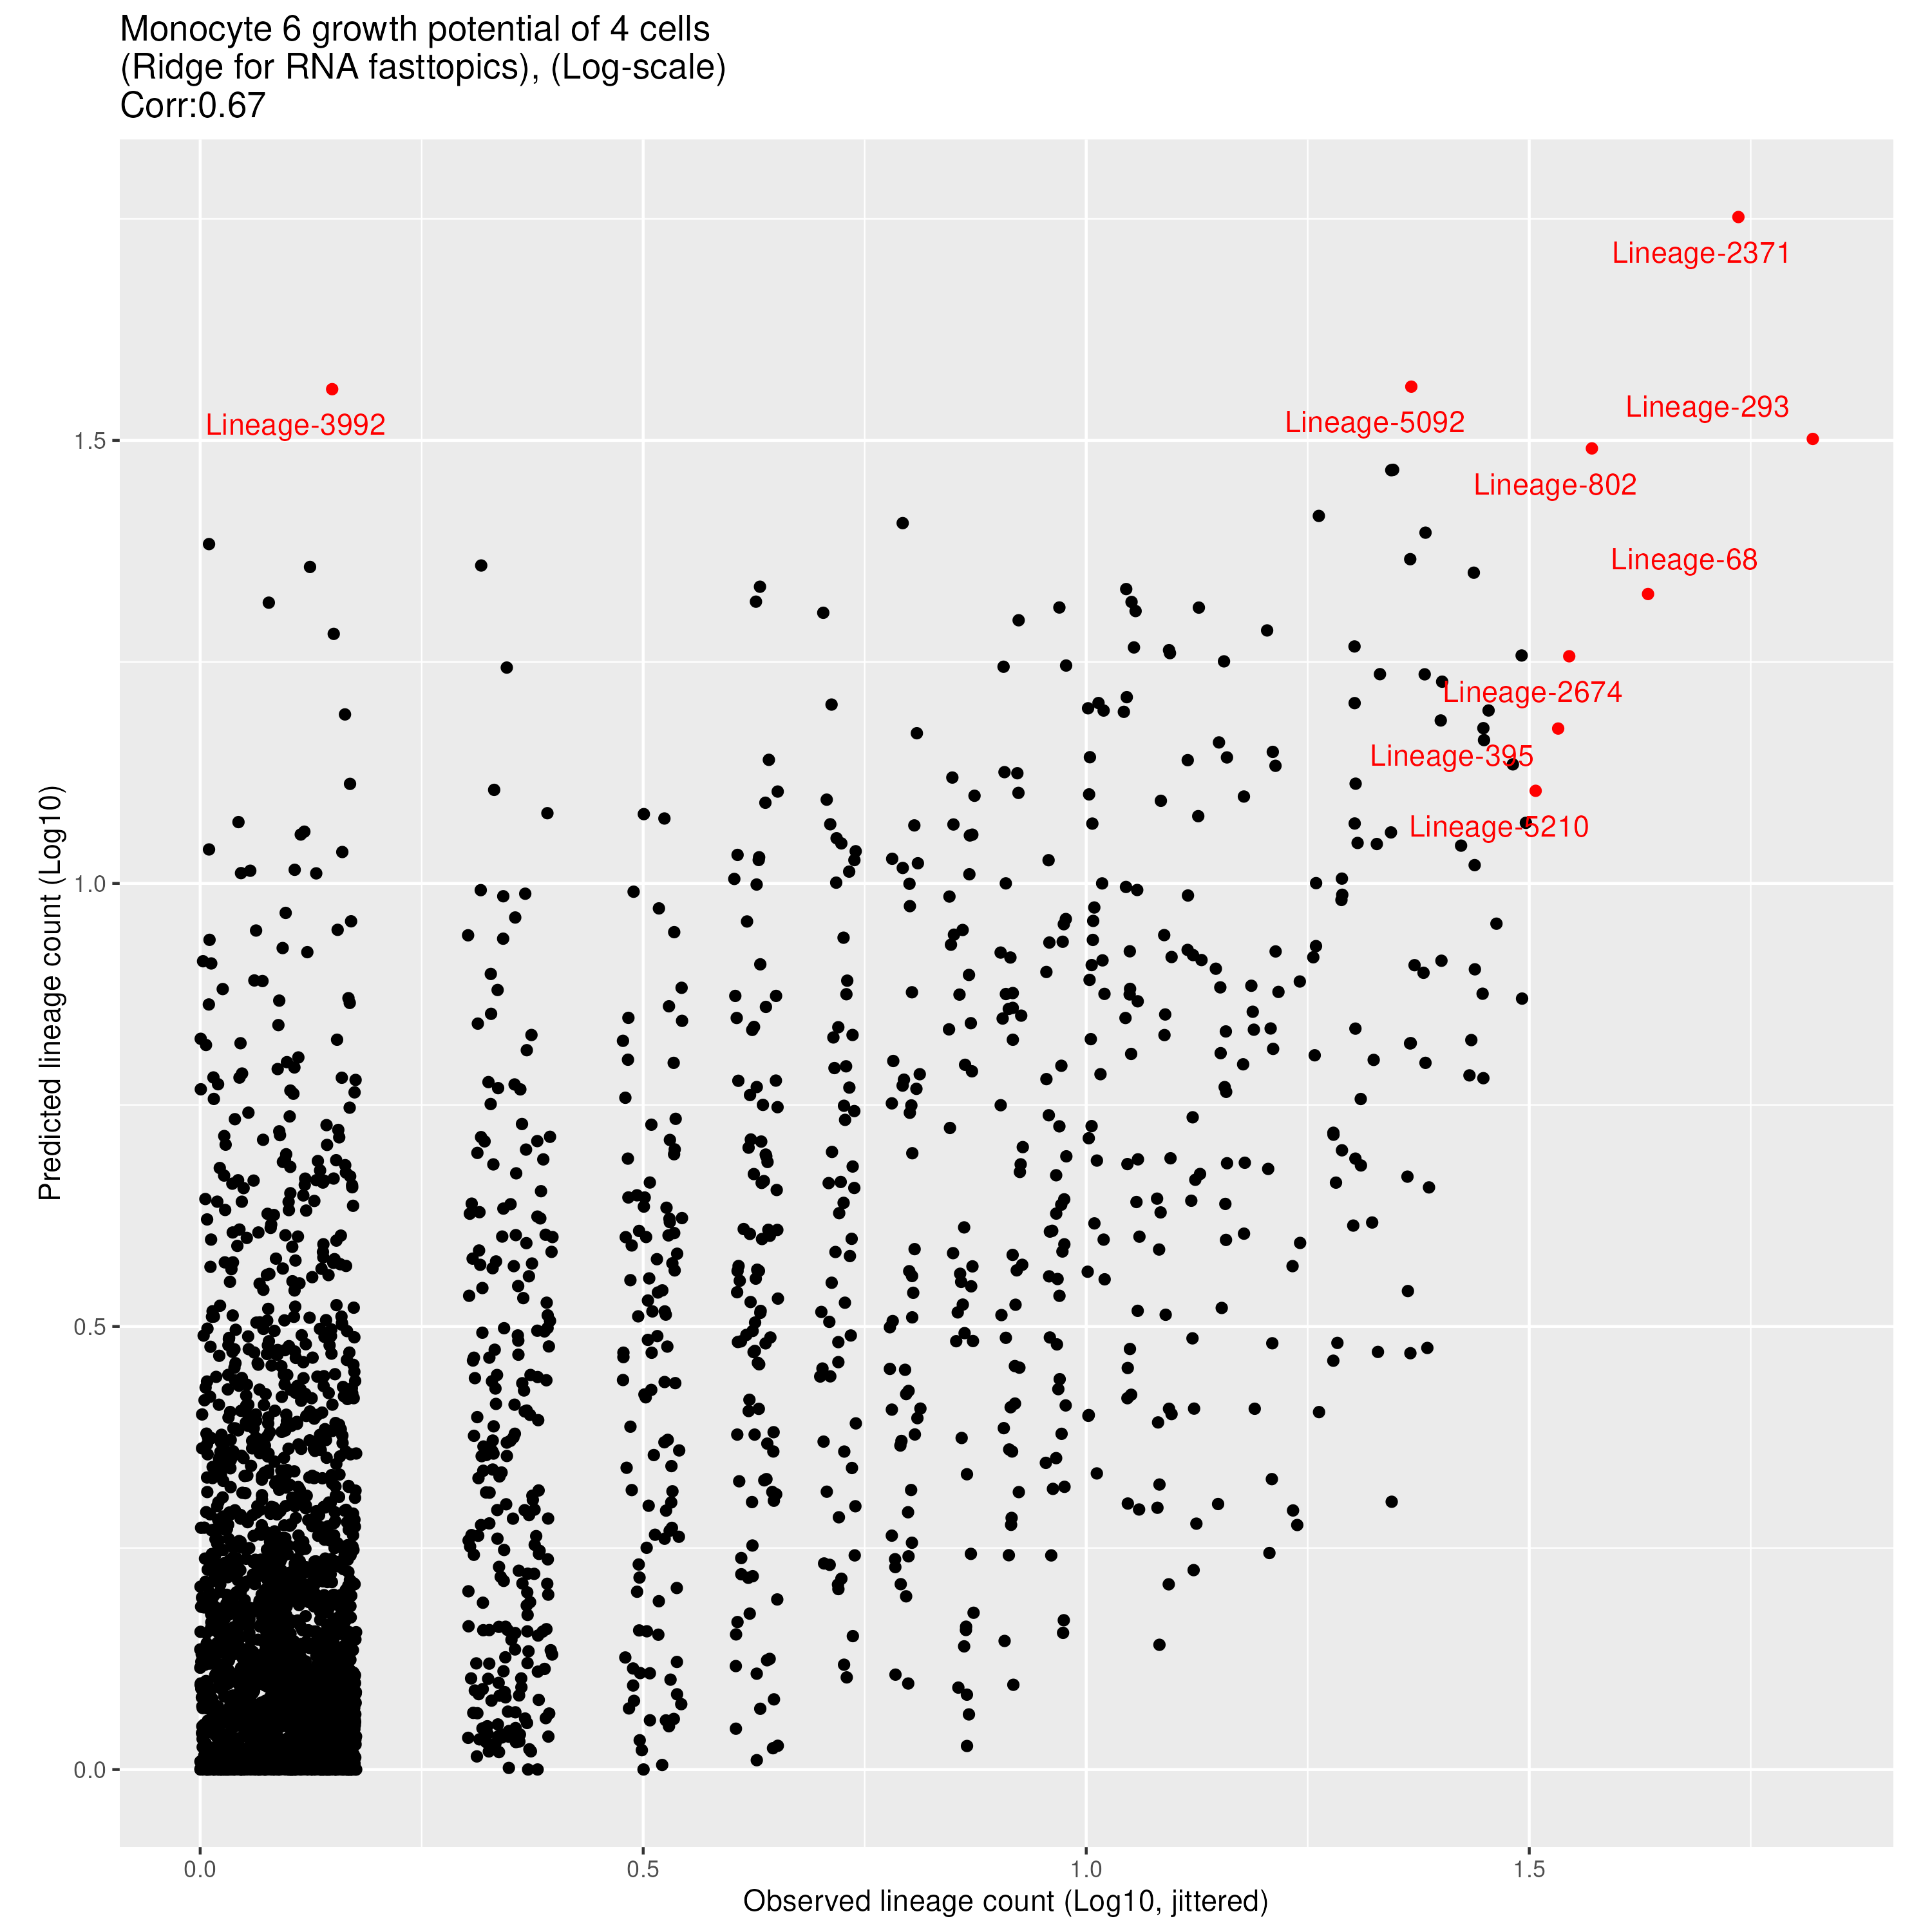 Monocyte 6 growth potential of 4 cells
(Ridge for RNA fasttopics), (Log-scale)
Corr:0.67
Lineage-2371
Lineage-3992
Lineage-5092
Lineage-293
Lineage-802
Lineage-68
Lineage-2674
Lineage-395
Lineage-5210
Predicted lineage count (Log10)
1.5
1.0
0.5
0.0
0.0
0.5
1.0
1.5
Observed lineage count (Log10, jittered)